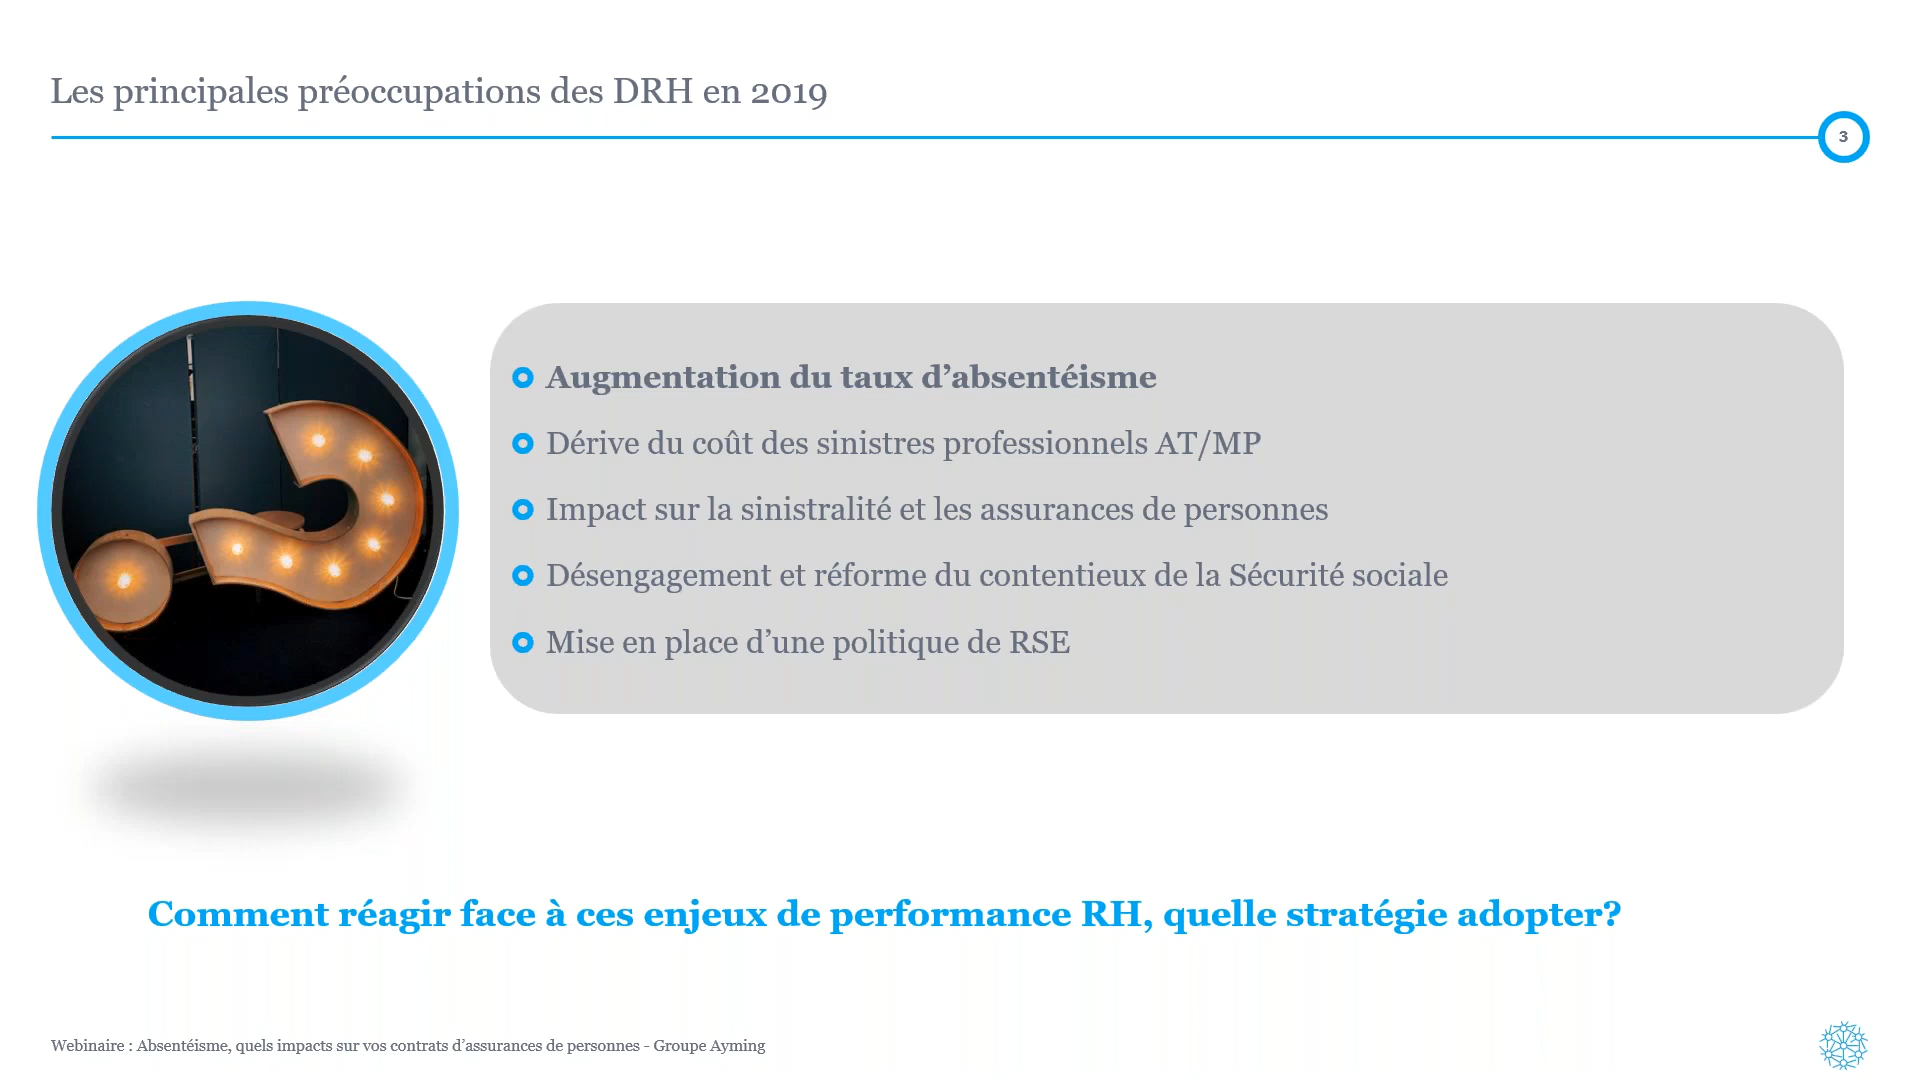 Les principales préoccupations des DRH en 2019
3
Augmentation du taux d’absentéisme
Dérive du coût des sinistres professionnels AT/MP
Impact sur la sinistralité et les assurances de personnes
Désengagement et réforme du contentieux de la Sécurité sociale
Mise en place d’une politique de RSE
Comment réagir face à ces enjeux de performance RH, quelle stratégie adopter?
Webinaire : Absentéisme, quels impacts sur vos contrats d’assurances de personnes - Groupe Ayming